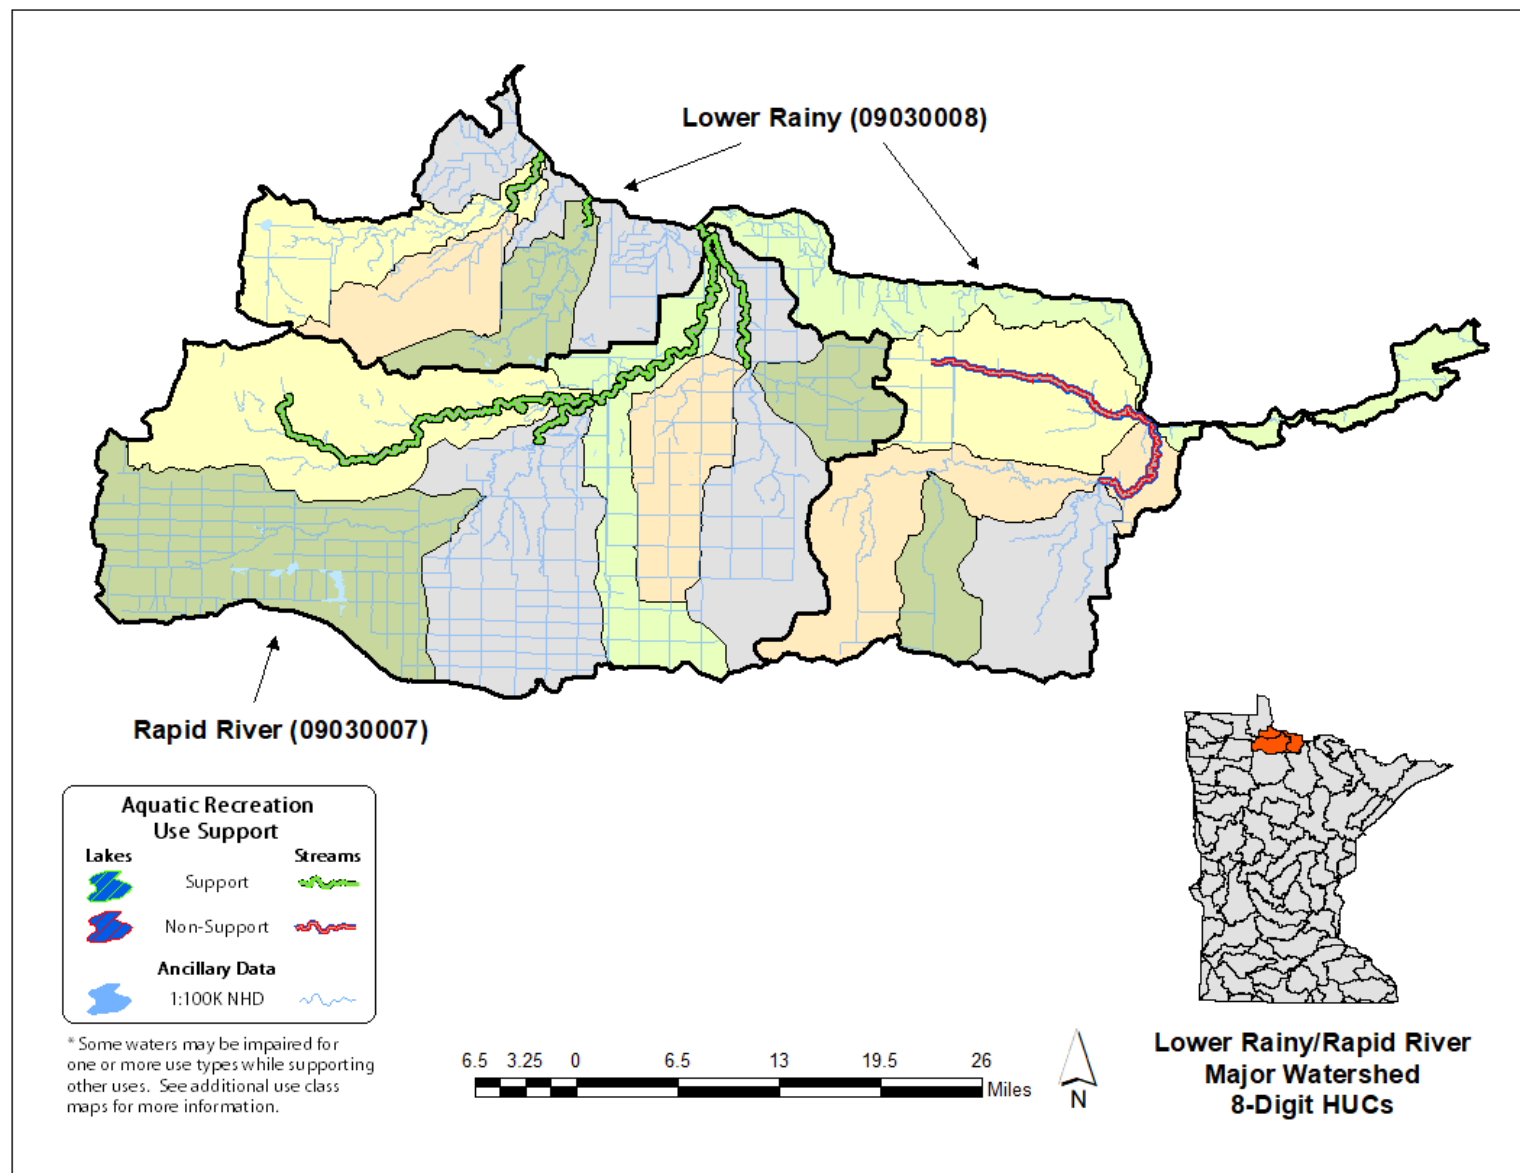 Lower Rainy (09030008)
Rapid River (09030007)
Aquatic Recreation
Use Support
Lakes Streams
Support
Non-Support
Ancillary Data
1:100K NHD
* Some waters may be impaired for
one or more use types while supporting
other uses. See additional use class
maps for more information.
6.5 3.25 0 6.5 13 19.5 26
Miles
N
Lower Rainy/Rapid River
Major Watershed
8-Digit HUCs